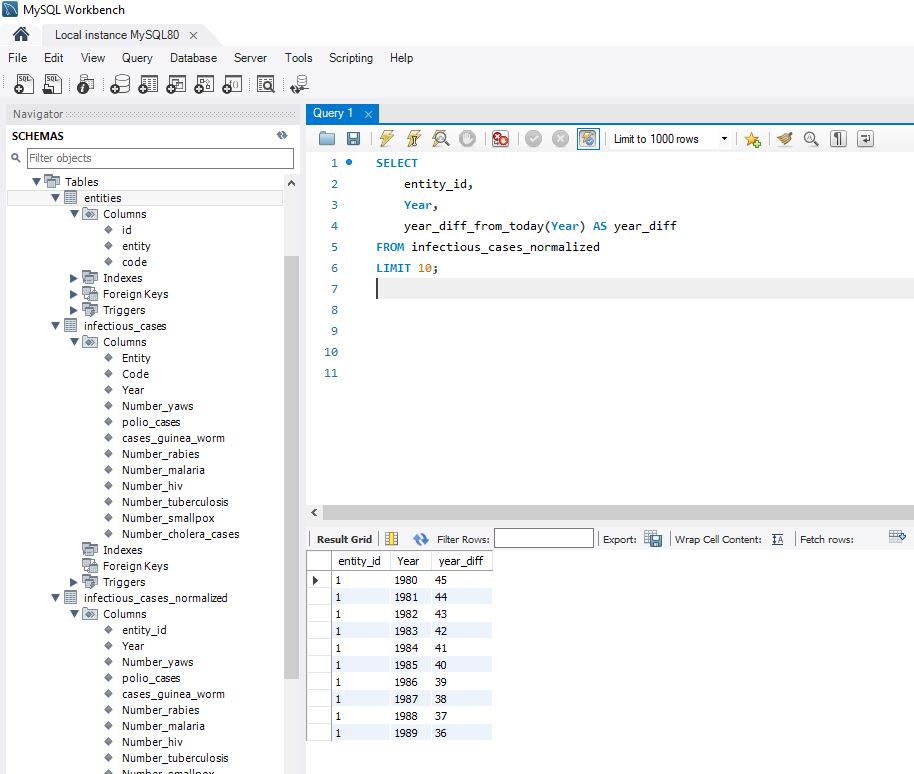 MySQL Workbench
Local instance MySQL80 ×
File Edit View Query Database Server Tools Scripting Help
Navigator
Query 1 ×
SCHEMAS
Limit to 1000 rows
Filter objects
Tables
entities
Columns
id
entity
code
Indexes
Foreign Keys
Triggers
infectious_cases
Columns
Entity
Code
Year
Number_yaws
polio_cases
cases_guinea_worm
Number_rabies
Number_malaria
Number_hiv
Number_tuberculosis
Number_smallpox
Number_cholera_cases
Indexes
Foreign Keys
Triggers
infectious_cases_normalized
Columns
entity_id
Year
Number_yaws
polio_cases
cases_guinea_worm
Number_rabies
Number_malaria
Number_hiv
Number_tuberculosis
Number_smallpox
1 SELECT
2 entity_id,
3 Year,
4 year_diff_from_today(Year) AS year_diff
5 FROM infectious_cases_normalized
6 LIMIT 10;
7
8
9
10
11
Result Grid Filter Rows: Export: Wrap Cell Content: Fetch rows:
entity_id Year year_diff
1 1980 45
1 1981 44
1 1982 43
1 1983 42
1 1984 41
1 1985 40
1 1986 39
1 1987 38
1 1988 37
1 1989 36